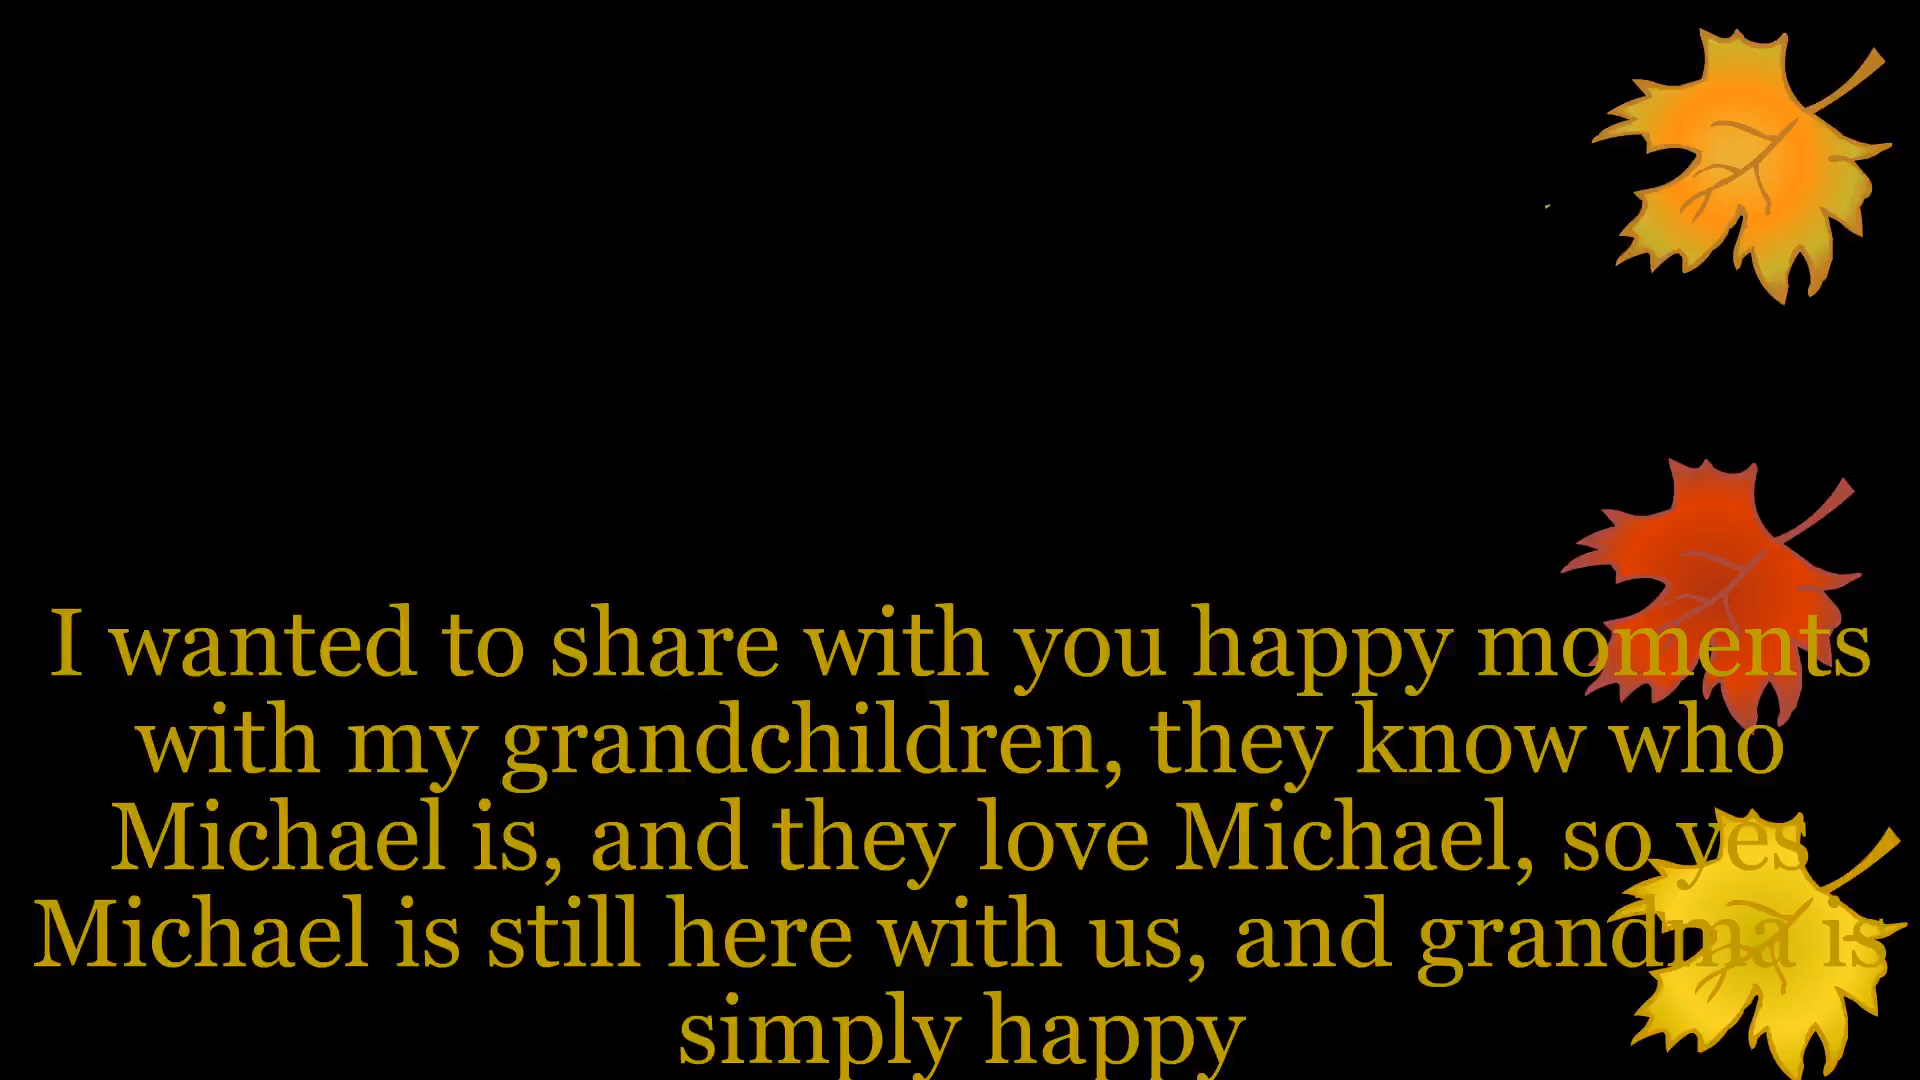 I wanted to share with you happy moments
with my grandchildren, they know who
Michael is, and they love Michael, so yes
Michael is still here with us, and grandma is
simply happy